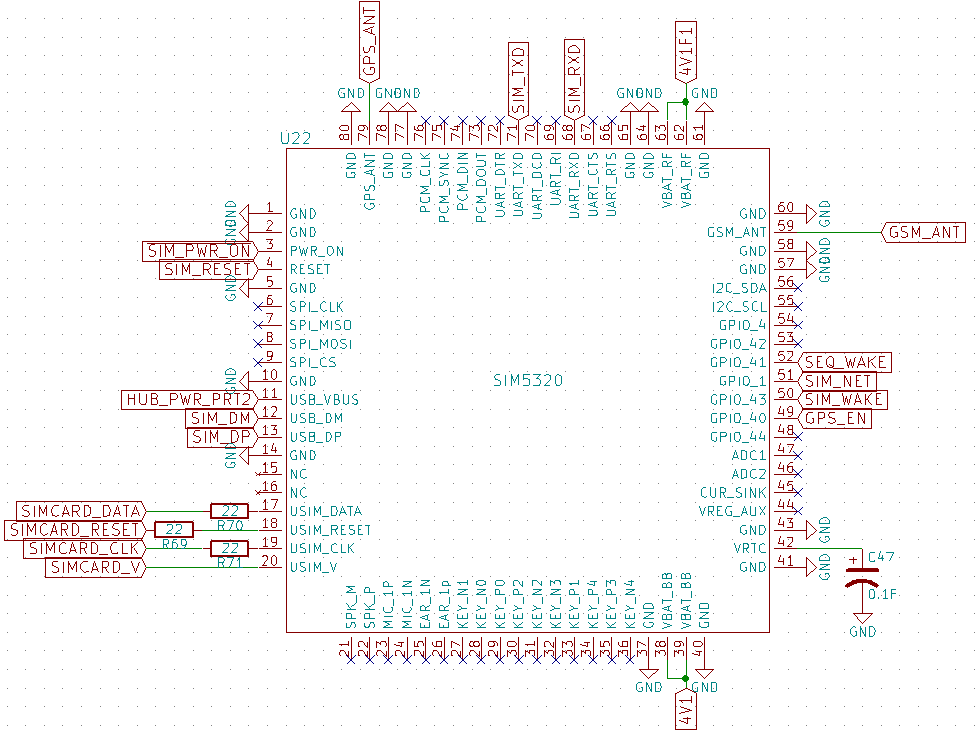 GPS_ANT
SIM_TXD
SIM_RXD
4V1F1
GND
GND
GND
GND
GND
GND
U22
80
79
78
77
76
75
74
73
72
71
70
69
68
67
66
65
64
63
62
61
GND
GPS_ANT
GND
GND
PCM_CLK
PCM_SYNC
PCM_DIN
PCM_DOUT
UART_DTR
UART_TXD
UART_DCD
UART_RI
UART_RXD
UART_CTS
UART_RTS
GND
GND
VBAT_RF
VBAT_RF
GND
GND 1 GND
GND 2 GND
SIM_PWR_ON 3 PWR_ON
SIM_RESET 4 RESET
GND 5 GND
6 SPI_CLK
7 SPI_MISO
8 SPI_MOSI
9 SPI_CS
GND 10 GND
HUB_PWR_PRT2 11 USB_VBUS
SIM_DM 12 USB_DM
SIM_DP 13 USB_DP
GND 14 GND
15 NC
16 NC
SIMCARD_DATA 22 R70 17 USIM_DATA
SIMCARD_RESET 22 R69 18 USIM_RESET
SIMCARD_CLK 22 R71 19 USIM_CLK
SIMCARD_V 20 USIM_V
SIM5320
GND 60 GND
GSM_ANT 59 GSM_ANT
GND 58 GND
GND 57 GND
I2C_SDA 56
I2C_SCL 55
GPIO_4 54
GPIO_42 53
GPIO_41 52 SEQ_WAKE
GPIO_1 51 SIM_NET
GPIO_43 50 SIM_WAKE
GPIO_40 49 GPS_EN
GPIO_44 48
ADC1 47
ADC2 46
CUR_SINK 45
VREG_AUX 44
GND 43 GND
VRTC 42
GND 41 GND
C47
+
0.1F
GND
SPK_M
SPK_P
MIC_1P
MIC_1N
EAR_1N
EAR_1p
KEY_N1
KEY_N0
KEY_P0
KEY_P2
KEY_N2
KEY_N3
KEY_P1
KEY_P4
KEY_P3
KEY_N4
GND
VBAT_BB
VBAT_BB
GND
21
22
23
24
25
26
27
28
29
30
31
32
33
34
35
36
37
38
39
40
GND
GND
4V1